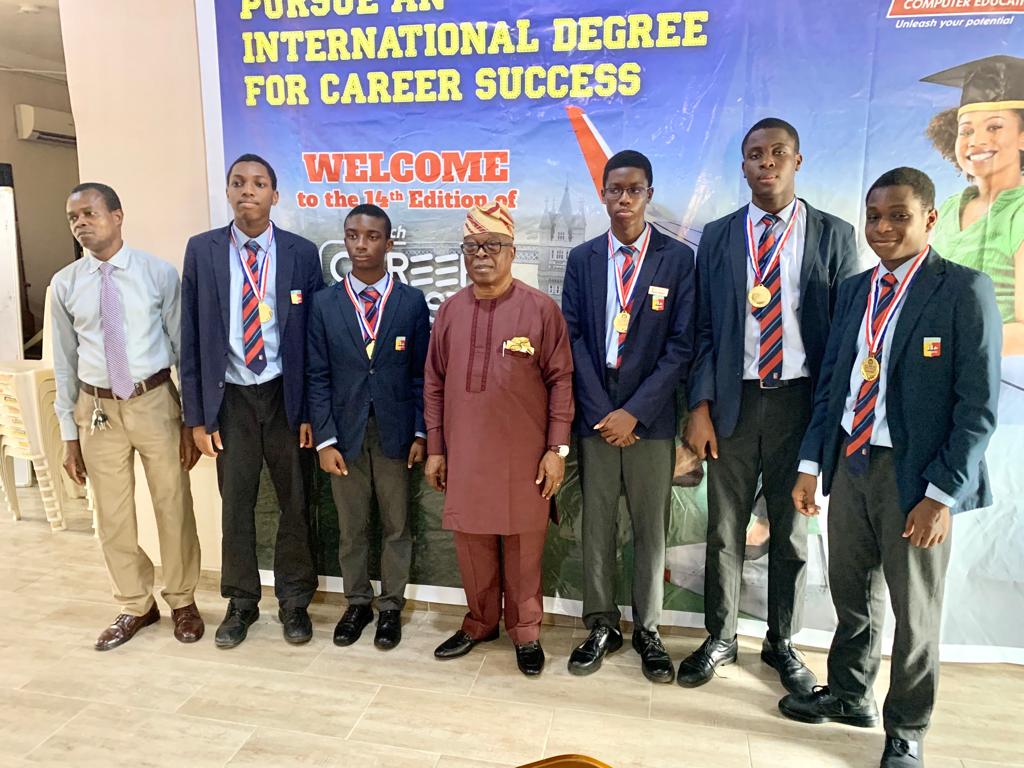 PURSUE AN
INTERNATIONAL DEGREE
FOR CAREER SUCCESS
WELCOME
to the 14th Edition of
COMPUTER EDUCATI
Unleash your potential